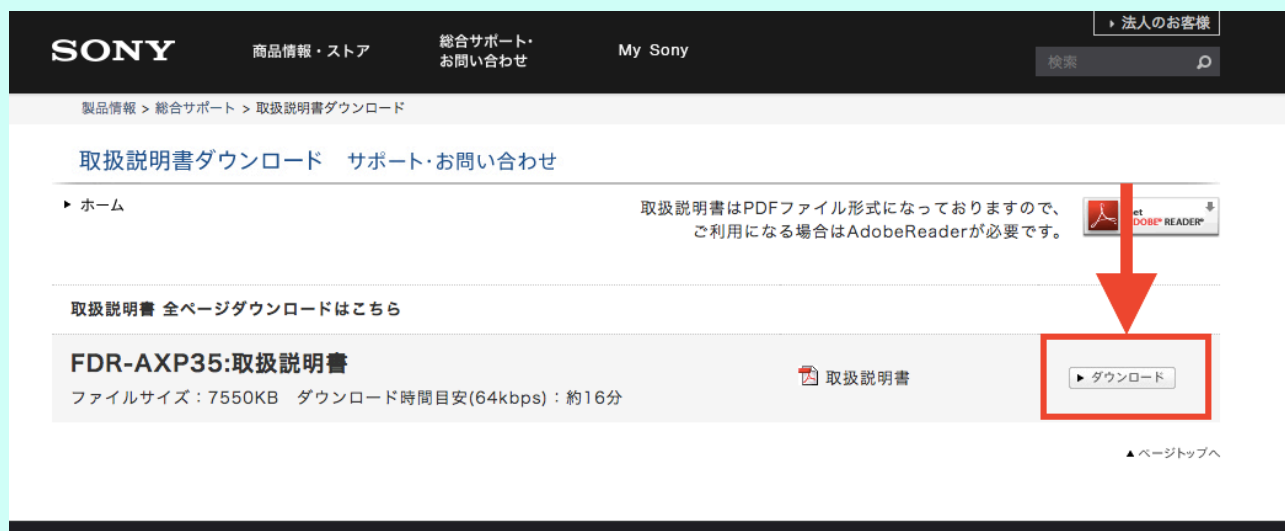 法人のお客様
SONY
商品情報・ストア
総合サポート・
お問い合わせ
My Sony
検索
製品情報 > 総合サポート > 取扱説明書ダウンロード
取扱説明書ダウンロード サポート・お問い合わせ
ホーム
取扱説明書はPDFファイル形式になっておりますので、
ご利用になる場合はAdobeReaderが必要です。
et
DOBE® READER®
取扱説明書 全ページダウンロードはこちら
FDR-AXP35:取扱説明書
ファイルサイズ：7550KB ダウンロード時間目安(64kbps)：約16分
取扱説明書
ダウンロード
ページトップへ